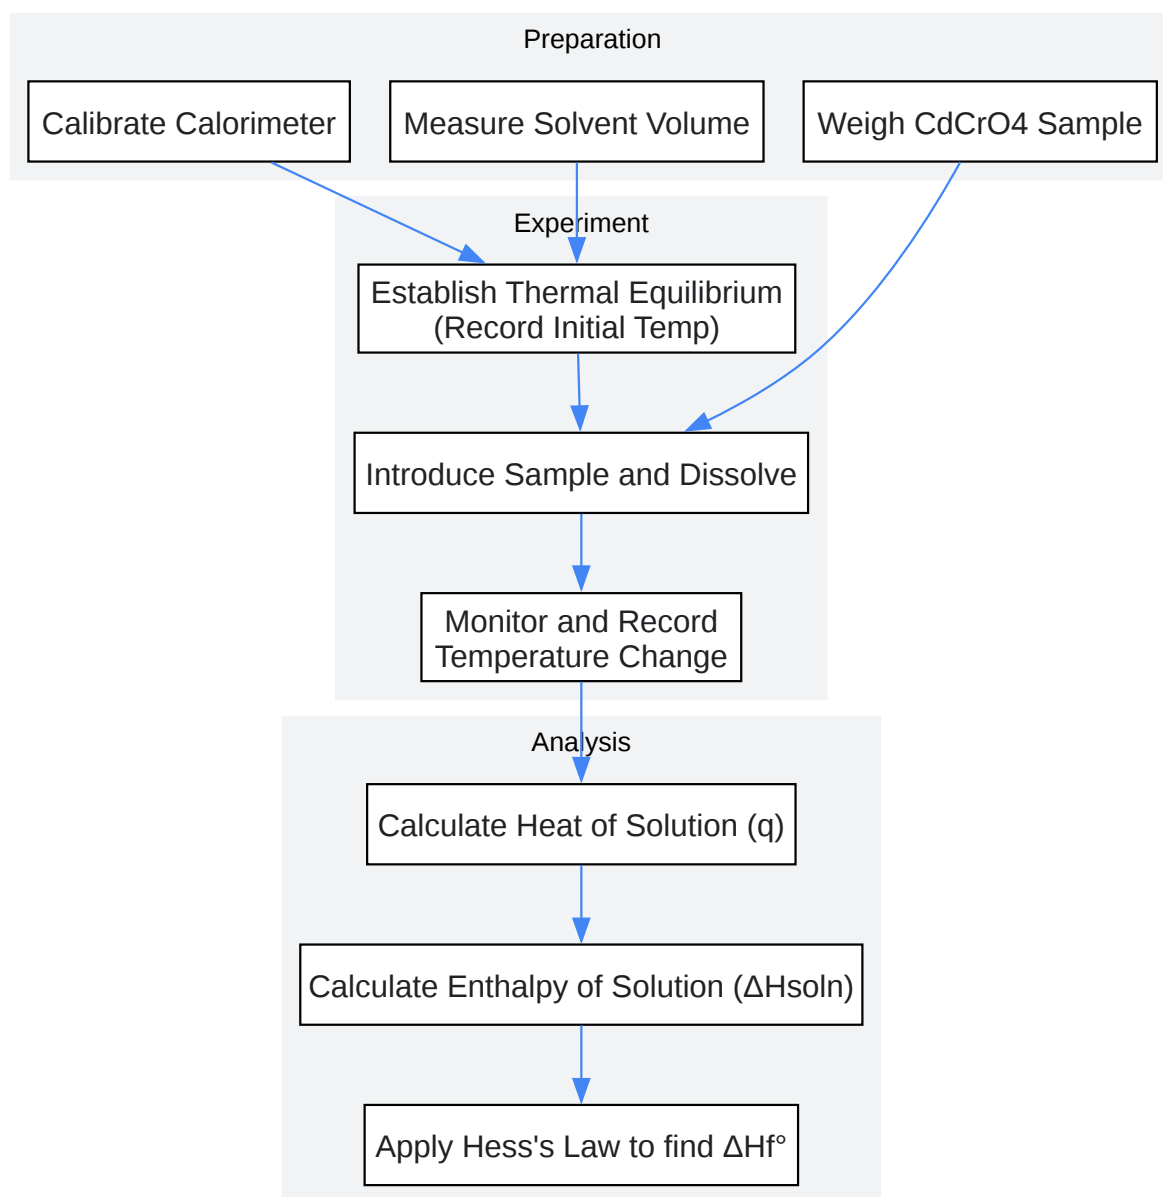 Preparation
Calibrate Calorimeter
Measure Solvent Volume
Weigh CdCrO4 Sample
Experiment
Establish Thermal Equilibrium
(Record Initial Temp)
Introduce Sample and Dissolve
Monitor and Record
Temperature Change
Analysis
Calculate Heat of Solution (q)
Calculate Enthalpy of Solution (ΔHsoln)
Apply Hess's Law to find ΔHf°